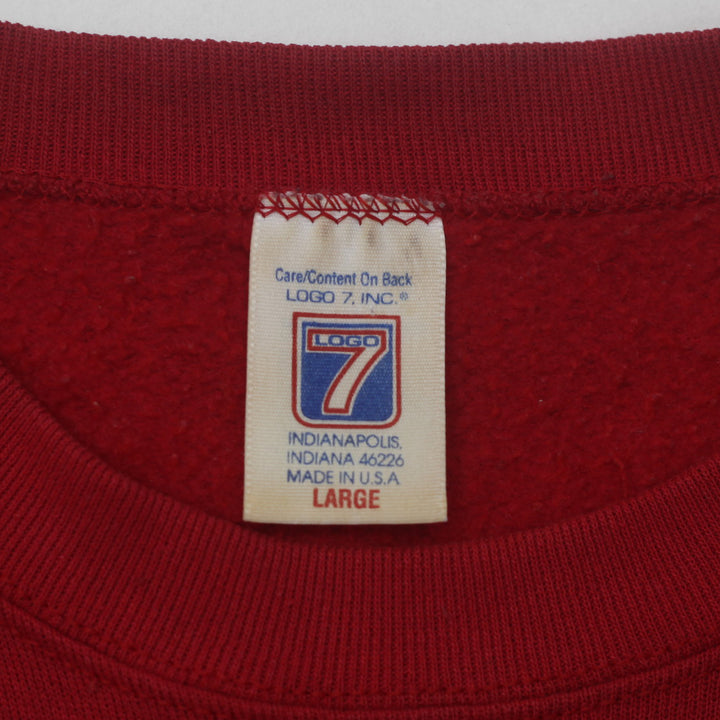 Care/Content On Back
LOGO 7, INC.®
LOGO
7
INDIANAPOLIS,
INDIANA 46226
MADE IN U.S.A
LARGE